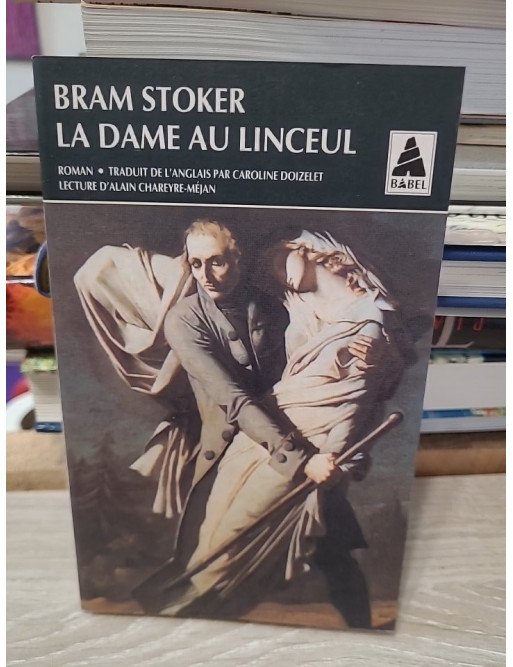 BRAM STOKER
LA DAME AU LINCEUL
ROMAN • TRADUIT DE L'ANGLAIS PAR CAROLINE DOIZELET
LECTURE D'ALAIN CHAREYRE-MÉJAN
BABEL